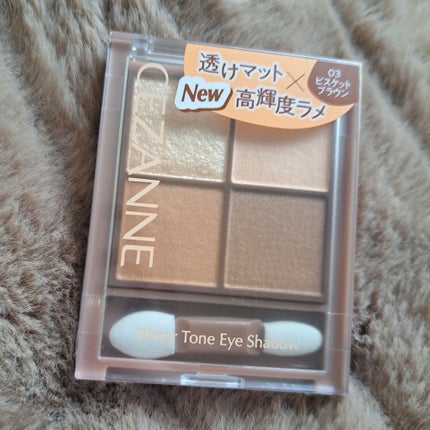 透けマット×
New 高輝度ラメ
03
ビスケット
ブラウン
CEZANNE
Tone Eye Shadow